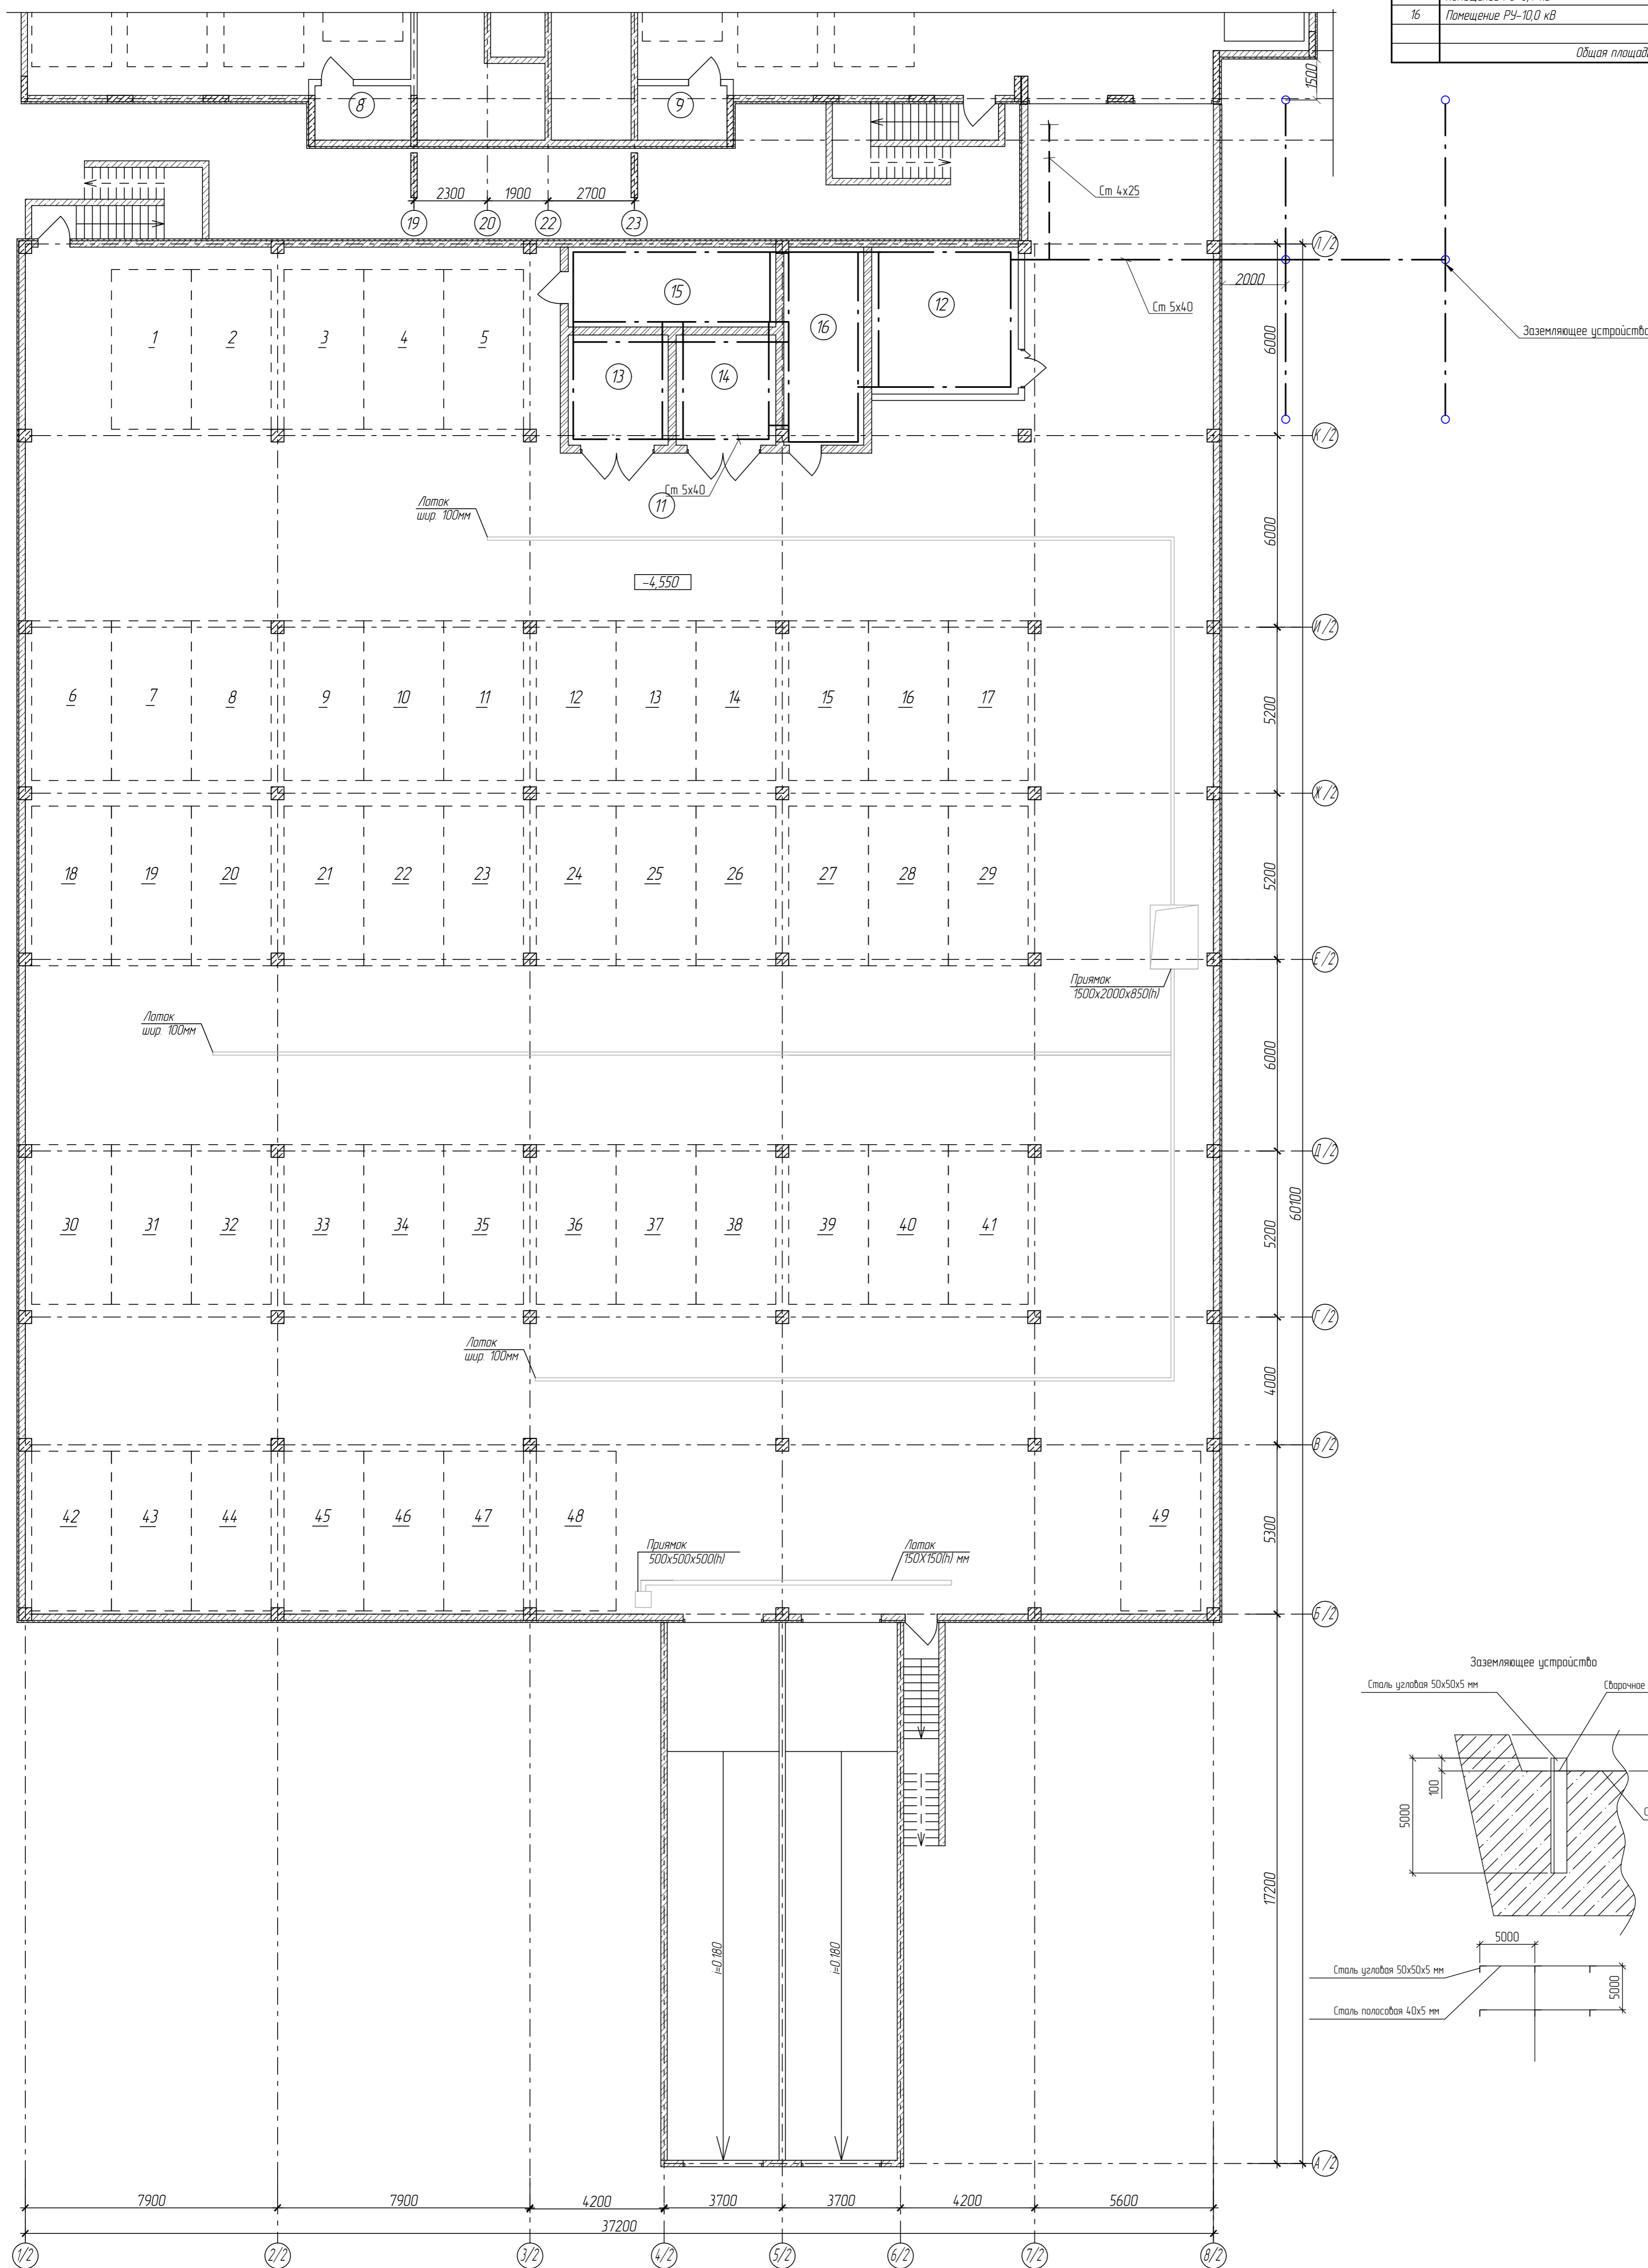 16 Помещение РУ-10,0 кВ
Общая площадь
1500
8
9
Ст 4х25
2300 1900 2700
19 20 22 23
Л/2
2000
Ст 5х40
Заземляющее устройство
6000
15
16
12
1 2 3 4 5
13 14
К/2
Ст 5х40
11
Лоток
шир. 100мм
6000
-4,550
И/2
6 7 8 9 10 11 12 13 14 15 16 17
5200
Ж/2
18 19 20 21 22 23 24 25 26 27 28 29
5200
Е/2
Приямок
1500х2000х850(h)
Лоток
шир. 100мм
6000
Д/2
60100
30 31 32 33 34 35 36 37 38 39 40 41
5200
Г/2
Лоток
шир. 100мм
4000
В/2
42 43 44 45 46 47 48 49
5300
Приямок
500х500х500(h)
Лоток
150Х150(h) мм
Б/2
Заземляющее устройство
Сталь угловая 50х50х5 мм
Сварочное
100
5000
17200
i=0.180 i=0.180
5000
Сталь угловая 50х50х5 мм
5000
Сталь полосовая 40х5 мм
А/2
7900 7900 4200 3700 3700 4200 5600
37200
1/2 2/2 3/2 4/2 5/2 6/2 7/2 8/2